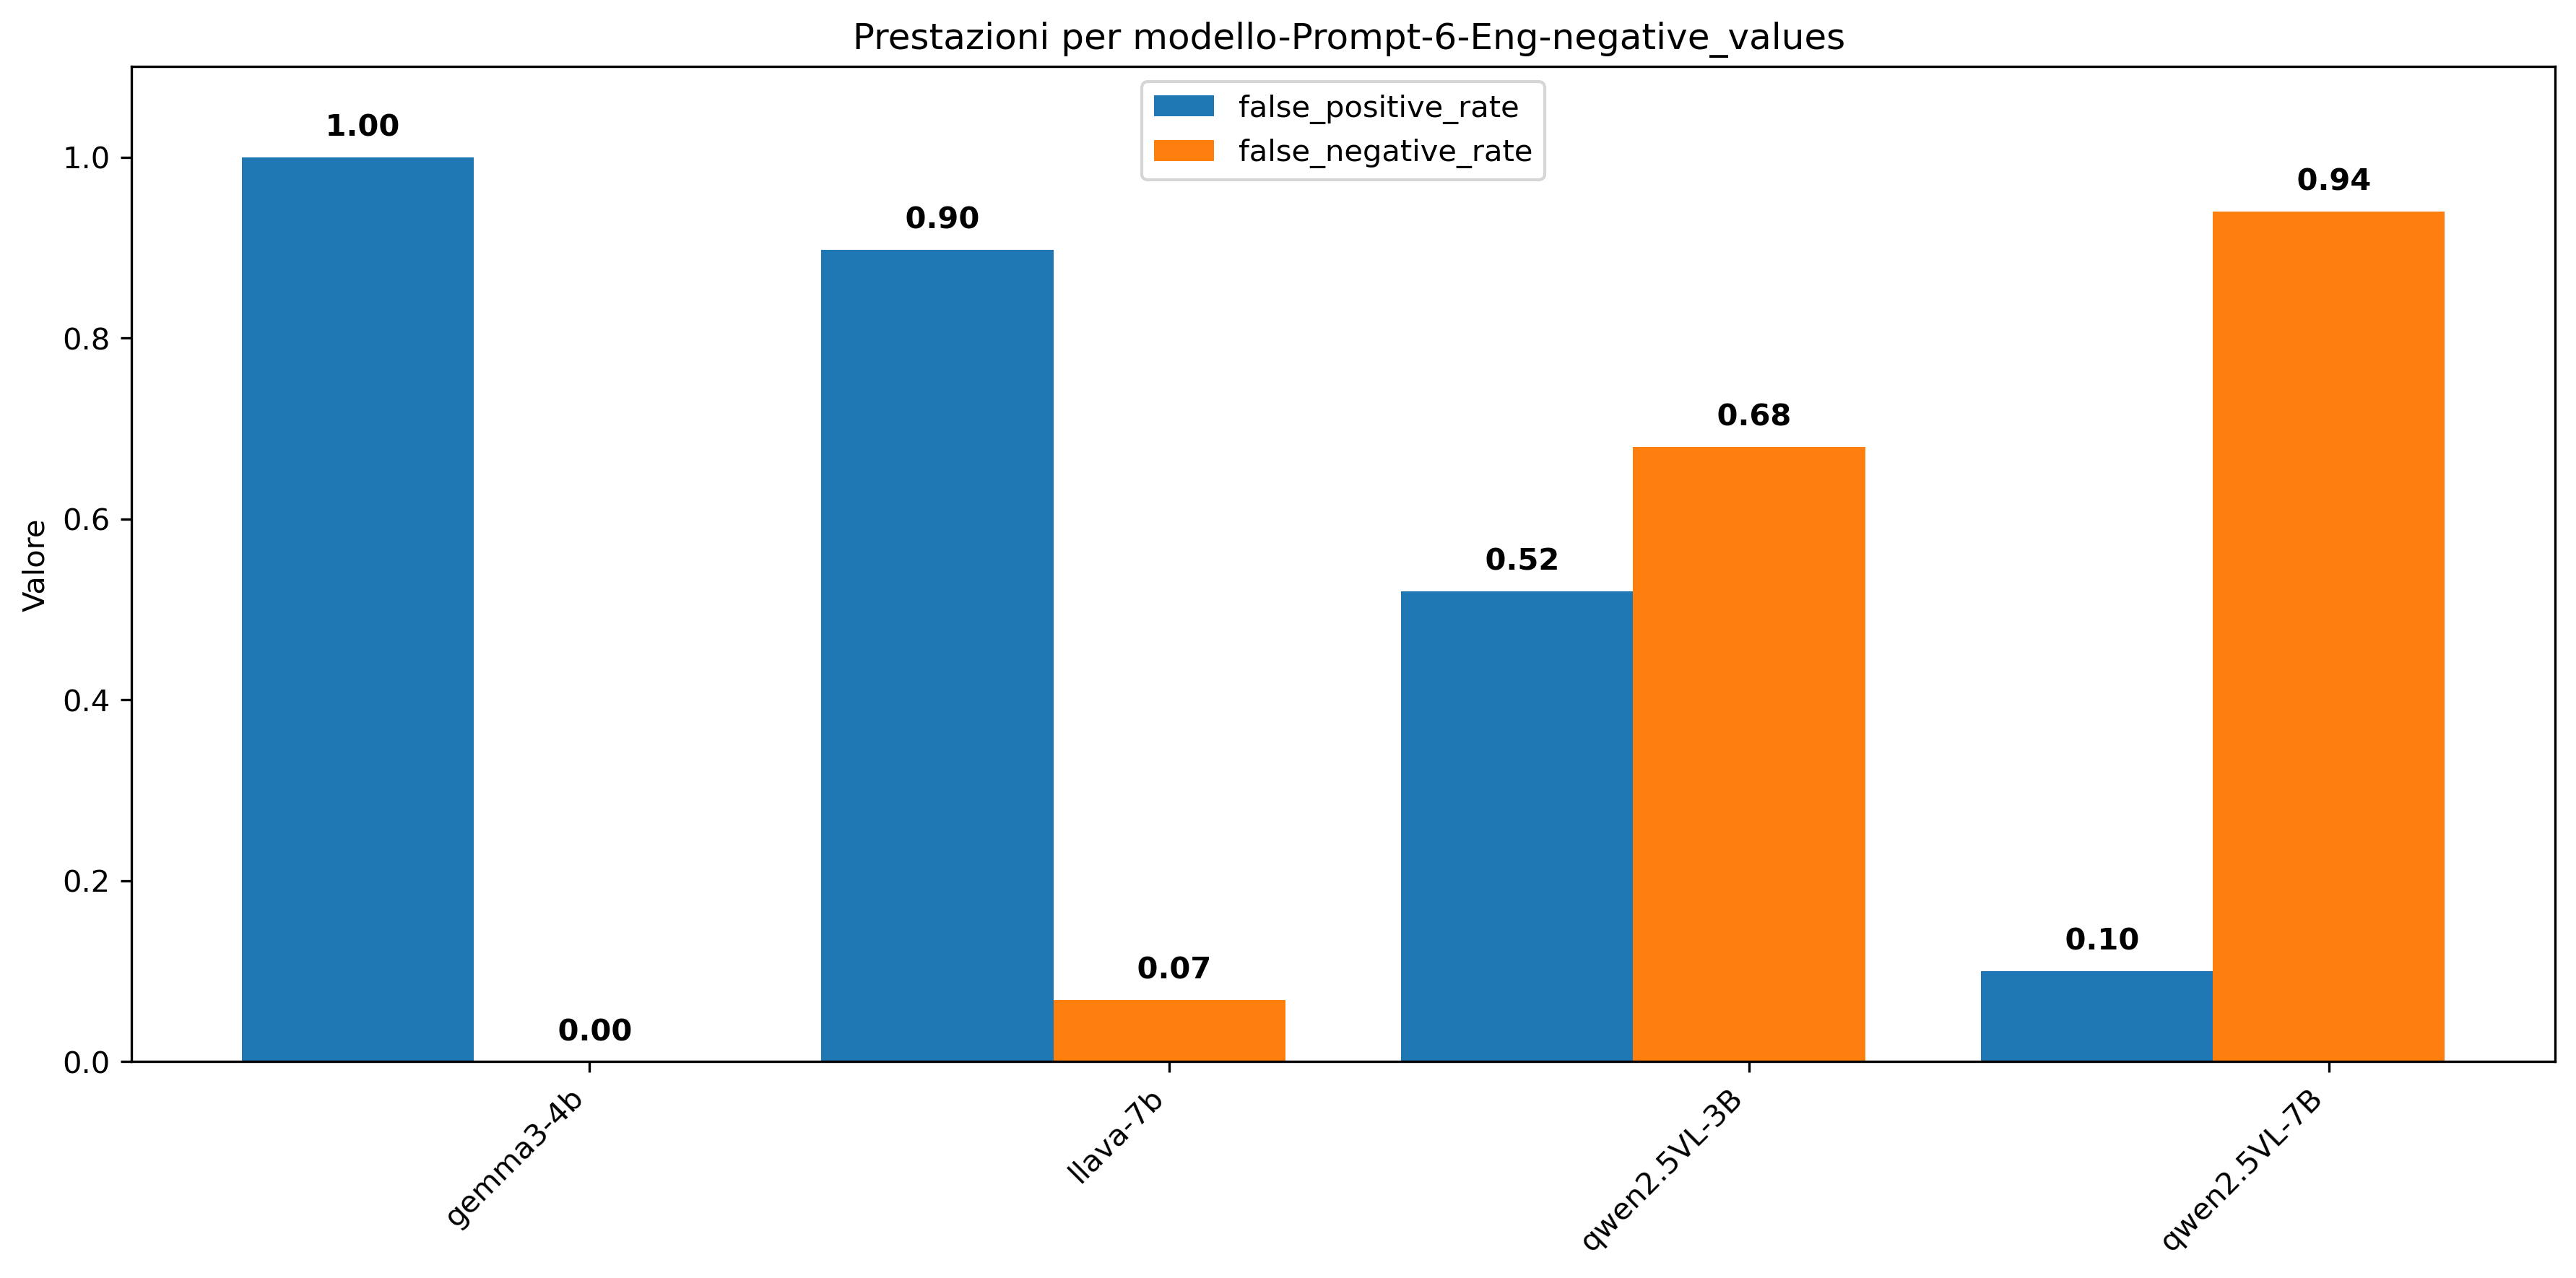 Prestazioni per modello-Prompt-6-Eng-negative_values
false_positive_rate
false_negative_rate
Valore
1.0
0.8
0.6
0.4
0.2
0.0
1.00
0.00
0.90
0.07
0.52
0.68
0.10
0.94
gemma3-4b
llava-7b
qwen2.5VL-3B
qwen2.5VL-7B